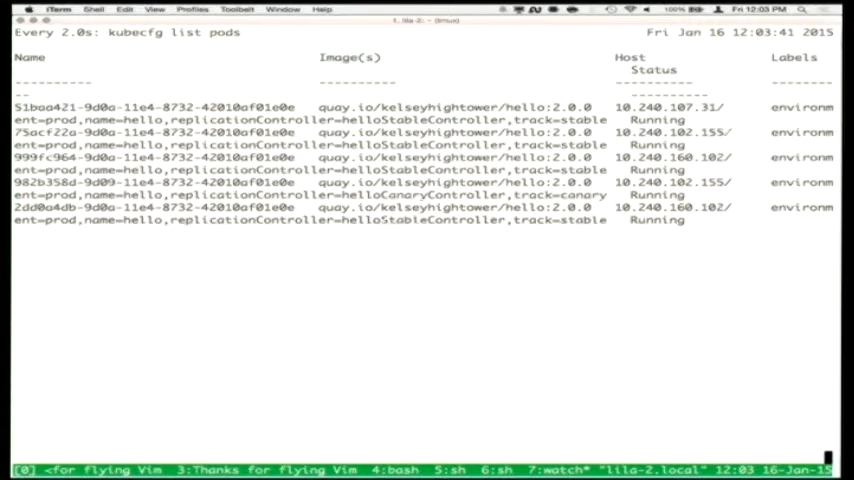 iTerm Shell Edit View Profiles Toolbelt Window Help 100% Fri 12:03 PM
1. lila-2: ~ (tmux)
Every 2.0s: kubecfg list pods Fri Jan 16 12:03:41 2015
Name Image(s) Host Labels
Status
---------- ---------- ---------- --------
-- ----------
51baa421-9d0a-11e4-8732-42010af01e0e quay.io/kelseyhightower/hello:2.0.0 10.240.107.31/ environm
ent=prod,name=hello,replicationController=helloStableController,track=stable Running
75acf22a-9d0a-11e4-8732-42010af01e0e quay.io/kelseyhightower/hello:2.0.0 10.240.102.155/ environm
ent=prod,name=hello,replicationController=helloStableController,track=stable Running
999fc964-9d0a-11e4-8732-42010af01e0e quay.io/kelseyhightower/hello:2.0.0 10.240.160.102/ environm
ent=prod,name=hello,replicationController=helloStableController,track=stable Running
982b358d-9d09-11e4-8732-42010af01e0e quay.io/kelseyhightower/hello:2.0.0 10.240.102.155/ environm
ent=prod,name=hello,replicationController=helloCanaryController,track=canary Running
2dd0a4db-9d0a-11e4-8732-42010af01e0e quay.io/kelseyhightower/hello:2.0.0 10.240.160.102/ environm
ent=prod,name=hello,replicationController=helloStableController,track=stable Running
[0] <for flying Vim 3:Thanks for flying Vim 4:bash 5:sh 6:sh 7:watch* "lila-2.local" 12:03 16-Jan-15